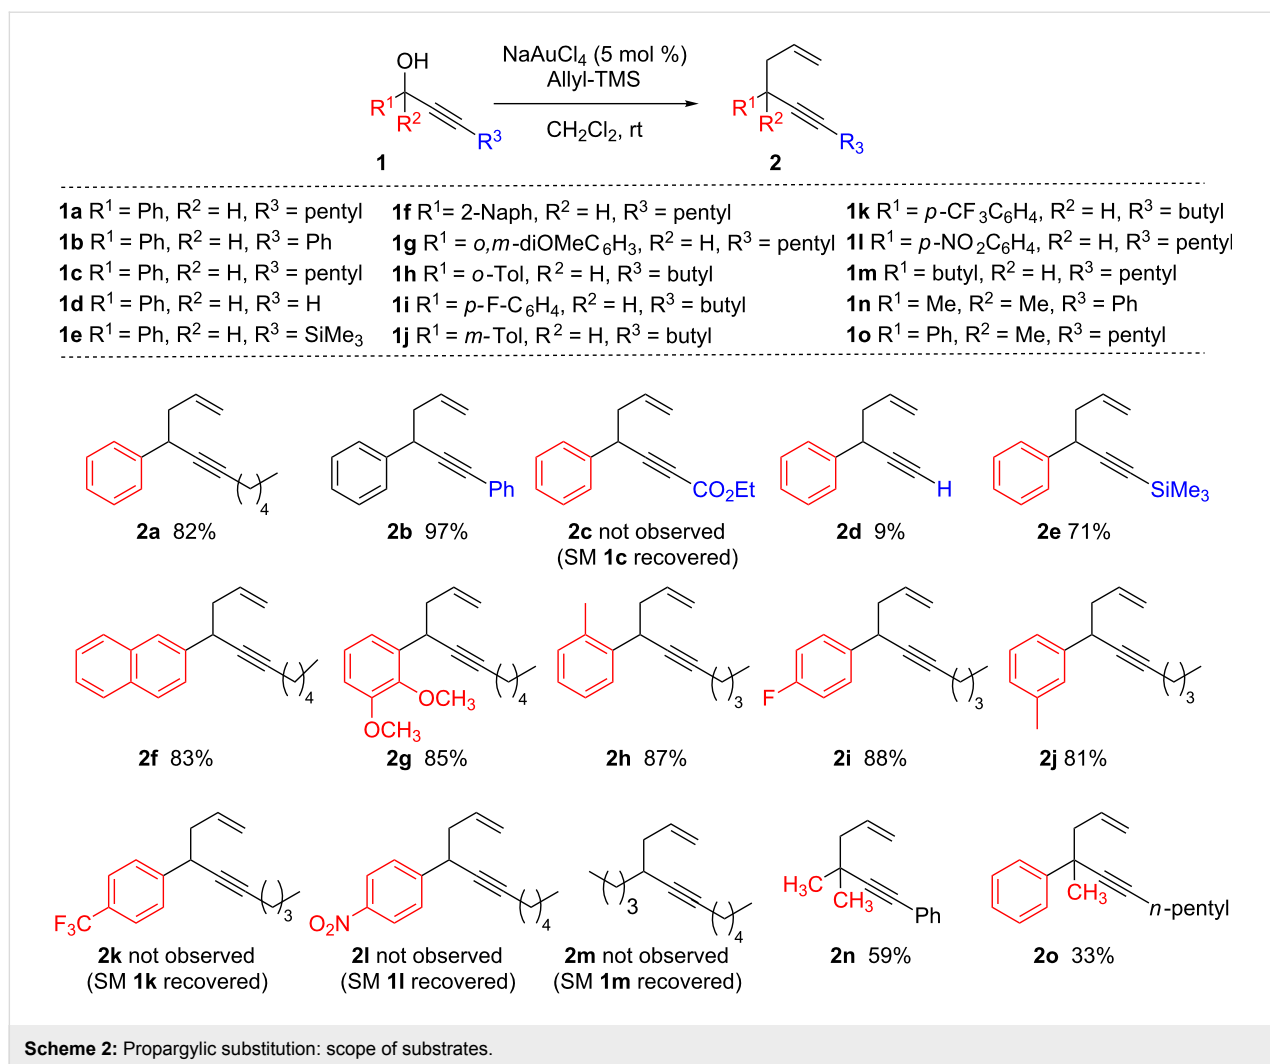 OH
NaAuCl4 (5 mol %)
Allyl-TMS
CH2Cl2, rt
R1
R2
R3
1
R1
R2
R3
2
1a R1 = Ph, R2 = H, R3 = pentyl
1b R1 = Ph, R2 = H, R3 = Ph
1c R1 = Ph, R2 = H, R3 = pentyl
1d R1 = Ph, R2 = H, R3 = H
1e R1 = Ph, R2 = H, R3 = SiMe3
1f R1= 2-Naph, R2 = H, R3 = pentyl
1g R1 = o,m-diOMeC6H3, R2 = H, R3 = pentyl
1h R1 = o-Tol, R2 = H, R3 = butyl
1i R1 = p-F-C6H4, R2 = H, R3 = butyl
1j R1 = m-Tol, R2 = H, R3 = butyl
1k R1 = p-CF3C6H4, R2 = H, R3 = butyl
1l R1 = p-NO2C6H4, R2 = H, R3 = pentyl
1m R1 = butyl, R2 = H, R3 = pentyl
1n R1 = Me, R2 = Me, R3 = Ph
1o R1 = Ph, R2 = Me, R3 = pentyl
( )4
2a 82%
Ph
2b 97%
CO2Et
2c not observed
(SM 1c recovered)
H
2d 9%
SiMe3
2e 71%
( )4
2f 83%
OCH3
OCH3
( )4
2g 85%
( )3
2h 87%
F
( )3
2i 88%
( )3
2j 81%
F3C
( )3
2k not observed
(SM 1k recovered)
NO2
( )4
2l not observed
(SM 1l recovered)
( )3
( )4
2m not observed
(SM 1m recovered)
H3C
CH3
Ph
2n 59%
CH3
n-pentyl
2o 33%
Scheme 2: Propargylic substitution: scope of substrates.